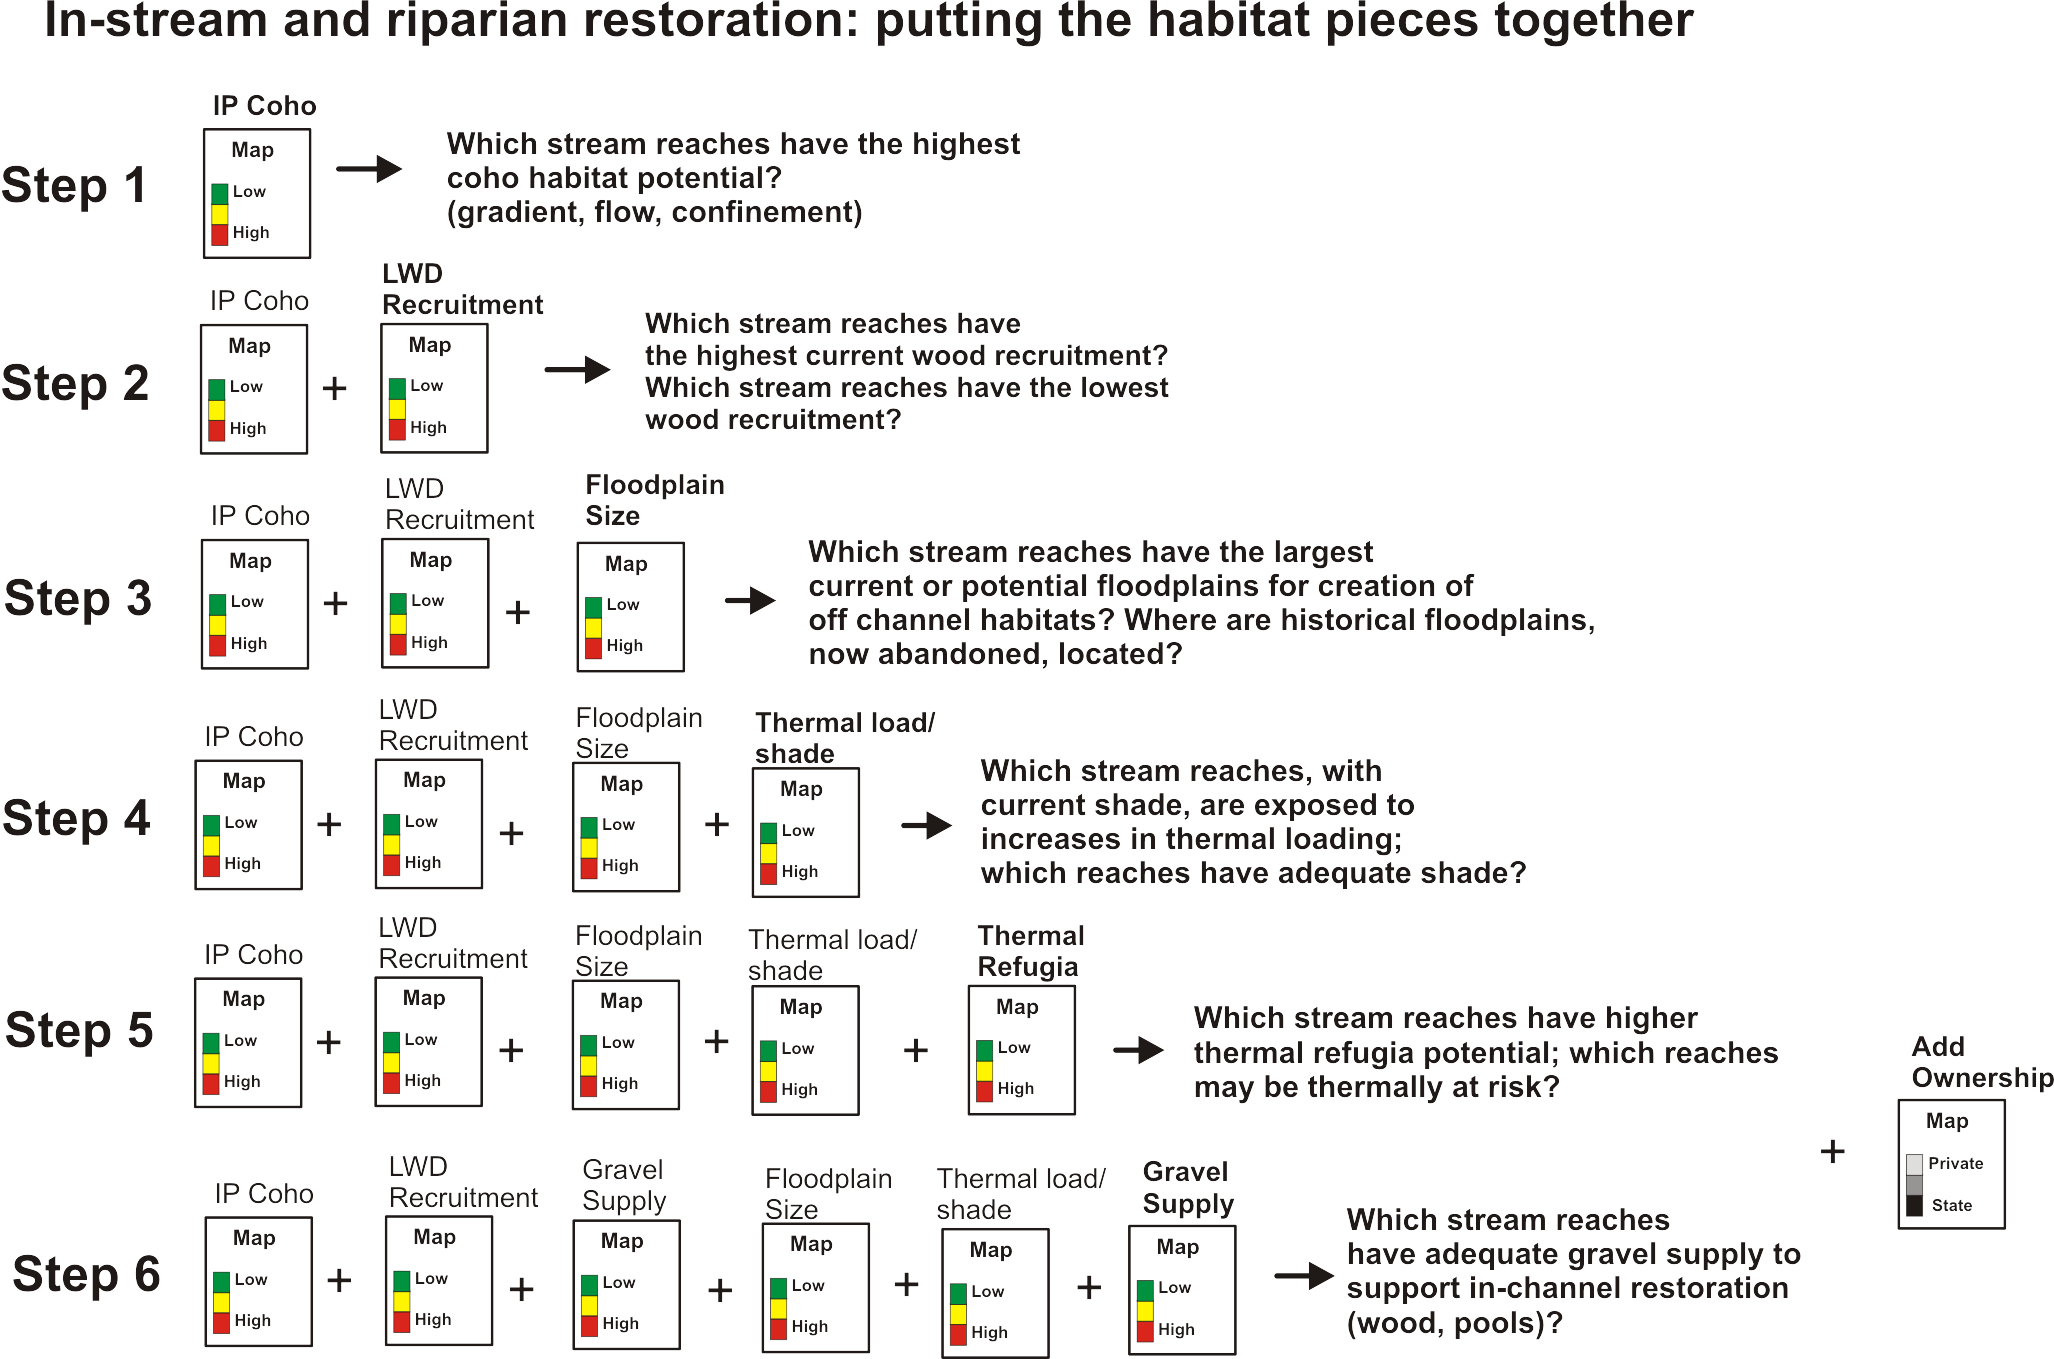 In-stream and riparian restoration: putting the habitat pieces together
IP Coho
Map
Low
High
Step 1
Which stream reaches have the highest
coho habitat potential?
(gradient, flow, confinement)
IP Coho
LWD
Recruitment
Step 2
Map
Low
High
+
Map
Low
High
Which stream reaches have
the highest current wood recruitment?
Which stream reaches have the lowest
wood recruitment?
IP Coho
LWD
Recruitment
Floodplain
Size
Step 3
Map
Low
High
+
Map
Low
High
+
Map
Low
High
Which stream reaches have the largest
current or potential floodplains for creation of
off channel habitats? Where are historical floodplains,
now abandoned, located?
IP Coho
LWD
Recruitment
Floodplain
Size
Thermal load/
shade
Step 4
Map
Low
High
+
Map
Low
High
+
Map
Low
High
+
Map
Low
High
Which stream reaches, with
current shade, are exposed to
increases in thermal loading;
which reaches have adequate shade?
IP Coho
LWD
Recruitment
Floodplain
Size
Thermal load/
shade
Thermal
Refugia
Step 5
Map
Low
High
+
Map
Low
High
+
Map
Low
High
+
Map
Low
High
+
Map
Low
High
Which stream reaches have higher
thermal refugia potential; which reaches
may be thermally at risk?
IP Coho
LWD
Recruitment
Gravel
Supply
Floodplain
Size
Thermal load/
shade
Gravel
Supply
Step 6
Map
Low
High
+
Map
Low
High
+
Map
Low
High
+
Map
Low
High
+
Map
Low
High
+
Map
Low
High
Which stream reaches
have adequate gravel supply to
support in-channel restoration
(wood, pools)?
+
Add
Ownership
Map
Private
State